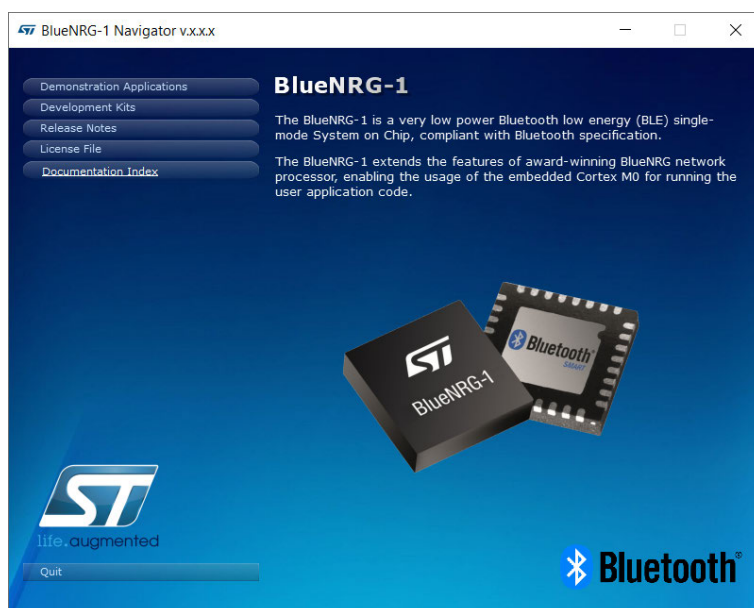 BlueNRG-1 Navigator v.x.x.x
Demonstration Applications
Development Kits
Release Notes
License File
Documentation Index
BlueNRG-1
The BlueNRG-1 is a very low power Bluetooth low energy (BLE) single-
mode System on Chip, compliant with Bluetooth specification.
The BlueNRG-1 extends the features of award-winning BlueNRG network
processor, enabling the usage of the embedded Cortex M0 for running the
user application code.
ST
BlueNRG-1
Bluetooth
SMART
ST
life.augmented
Quit
Bluetooth®